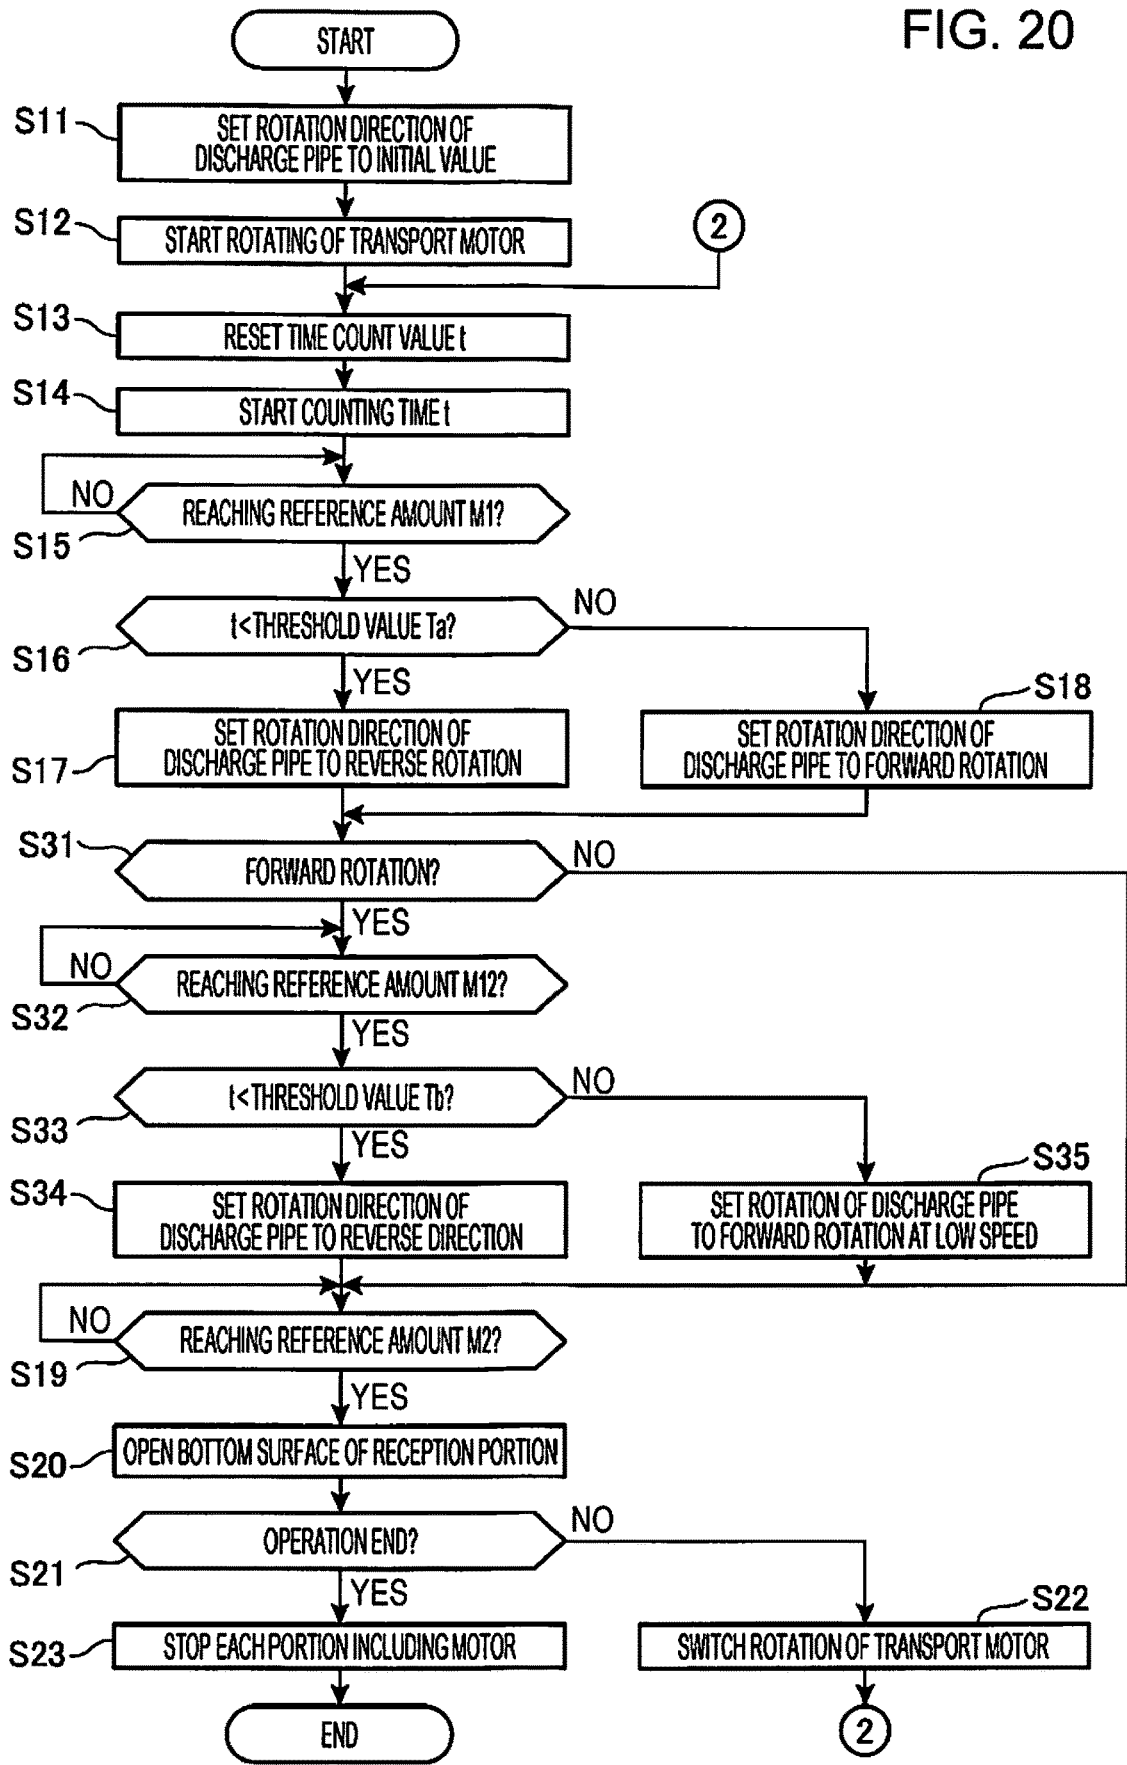 FIG. 20
START
S11
SET ROTATION DIRECTION OF
DISCHARGE PIPE TO INITIAL VALUE
S12
START ROTATING OF TRANSPORT MOTOR
2
S13
RESET TIME COUNT VALUE t
S14
START COUNTING TIME t
NO
REACHING REFERENCE AMOUNT M1?
S15
YES
t<THRESHOLD VALUE Ta?
NO
S16
YES
S17
SET ROTATION DIRECTION OF
DISCHARGE PIPE TO REVERSE ROTATION
S18
SET ROTATION DIRECTION OF
DISCHARGE PIPE TO FORWARD ROTATION
S31
FORWARD ROTATION?
NO
YES
NO
REACHING REFERENCE AMOUNT M12?
S32
YES
t<THRESHOLD VALUE Tb?
NO
S33
YES
S34
SET ROTATION DIRECTION OF
DISCHARGE PIPE TO REVERSE DIRECTION
S35
SET ROTATION OF DISCHARGE PIPE
TO FORWARD ROTATION AT LOW SPEED
NO
REACHING REFERENCE AMOUNT M2?
S19
YES
S20
OPEN BOTTOM SURFACE OF RECEPTION PORTION
OPERATION END?
NO
S21
YES
S23
STOP EACH PORTION INCLUDING MOTOR
S22
SWITCH ROTATION OF TRANSPORT MOTOR
END
2